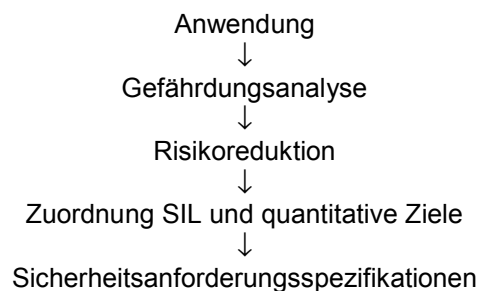 Anwendung
↓
Gefährdungsanalyse
↓
Risikoreduktion
↓
Zuordnung SIL und quantitative Ziele
↓
Sicherheitsanforderungsspezifikationen